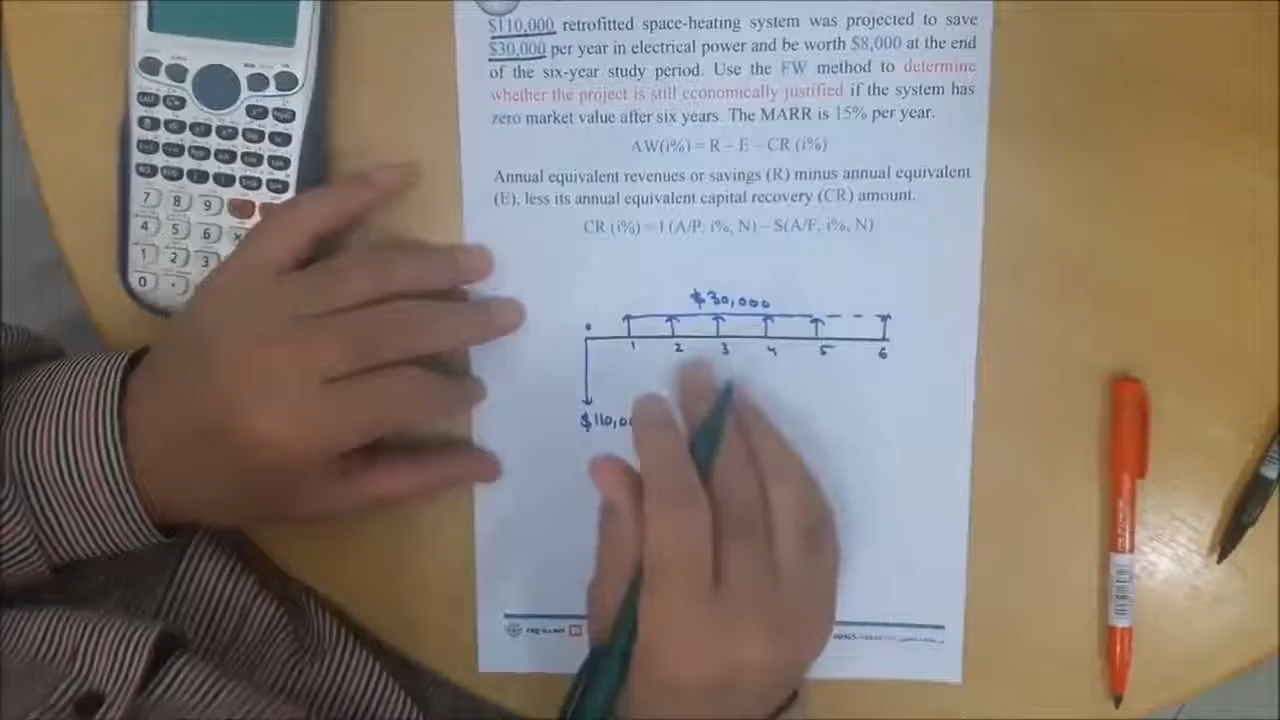 $110,000 retrofitted space-heating system was projected to save
$30,000 per year in electrical power and be worth $8,000 at the end
of the six-year study period. Use the FW method to determine
whether the project is still economically justified if the system has
zero market value after six years. The MARR is 15% per year.
AW(i%) = R – E – CR (i%)
Annual equivalent revenues or savings (R) minus annual equivalent
(E), less its annual equivalent capital recovery (CR) amount.
CR (i%) = I (A/P, i%, N) – S(A/F, i%, N)
$30,000
0
1 2 3 4 5 6
$110,0
7 8 9
4 5 6 ×
1 2 3
0 .